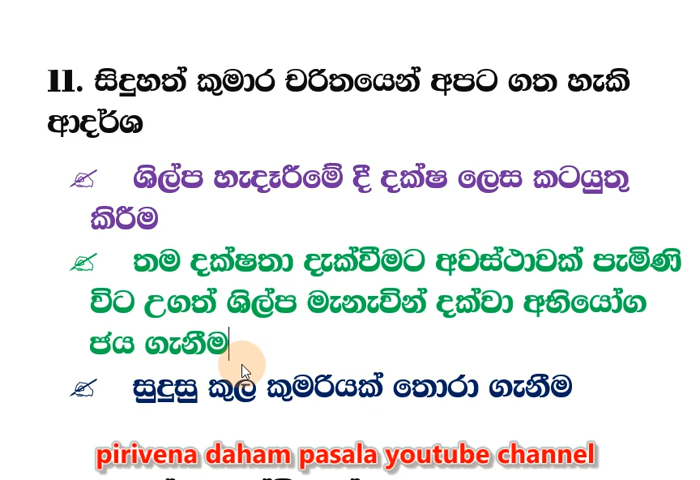 11. සිදුහත් කුමාර චරිතයෙන් අපට ගත හැකි
ආදර්ශ
ශිල්ප හැදෑරීමේ දී දක්ෂ ලෙස කටයුතු
කිරීම
තම දක්ෂතා දැක්වීමට අවස්ථාවක් පැමිණි
විට උගත් ශිල්ප මැනැවින් දක්වා අභියෝග
ජය ගැනීම
සුදුසු කුල කුමරියක් තොරා ගැනීම
pirivena daham pasala youtube channel